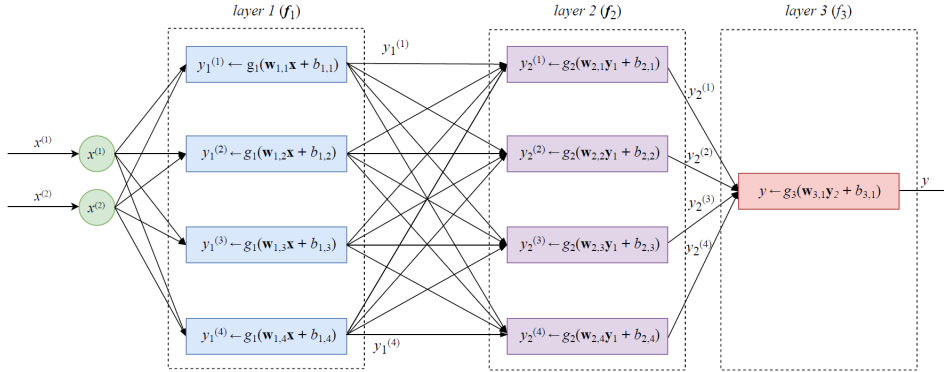 layer 1 (f₁)
layer 2 (f₂)
layer 3 (f₃)
y₁⁽¹⁾ ← g₁(w₁,₁x + b₁,₁)
y₁⁽¹⁾
y₂⁽¹⁾ ← g₂(w₂,₁y₁ + b₂,₁)
y₂⁽¹⁾
x⁽¹⁾
x⁽¹⁾
y₁⁽²⁾ ← g₁(w₁,₂x + b₁,₂)
y₂⁽²⁾ ← g₂(w₂,₂y₁ + b₂,₂)
y₂⁽²⁾
y ← g₃(w₃,₁y₂ + b₃,₁)
y
x⁽²⁾
x⁽²⁾
y₂⁽³⁾
y₁⁽³⁾ ← g₁(w₁,₃x + b₁,₃)
y₂⁽³⁾ ← g₂(w₂,₃y₁ + b₂,₃)
y₂⁽⁴⁾
y₁⁽⁴⁾ ← g₁(w₁,₄x + b₁,₄)
y₁⁽⁴⁾
y₂⁽⁴⁾ ← g₂(w₂,₄y₁ + b₂,₄)